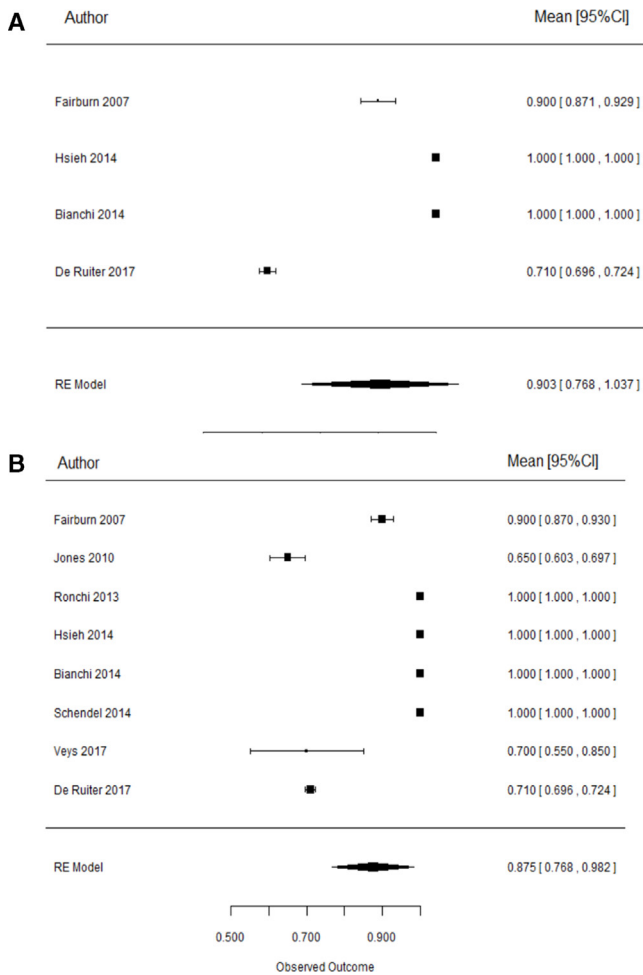 A
Author Mean [95%CI]
Fairburn 2007 0.900 [ 0.871 , 0.929 ]
Hsieh 2014 1.000 [ 1.000 , 1.000 ]
Bianchi 2014 1.000 [ 1.000 , 1.000 ]
De Ruiter 2017 0.710 [ 0.696 , 0.724 ]
RE Model 0.903 [ 0.768 , 1.037 ]
B
Author Mean [95%CI]
Fairburn 2007 0.900 [ 0.870 , 0.930 ]
Jones 2010 0.650 [ 0.603 , 0.697 ]
Ronchi 2013 1.000 [ 1.000 , 1.000 ]
Hsieh 2014 1.000 [ 1.000 , 1.000 ]
Bianchi 2014 1.000 [ 1.000 , 1.000 ]
Schendel 2014 1.000 [ 1.000 , 1.000 ]
Veys 2017 0.700 [ 0.550 , 0.850 ]
De Ruiter 2017 0.710 [ 0.696 , 0.724 ]
RE Model 0.875 [ 0.768 , 0.982 ]
0.500 0.700 0.900
Observed Outcome